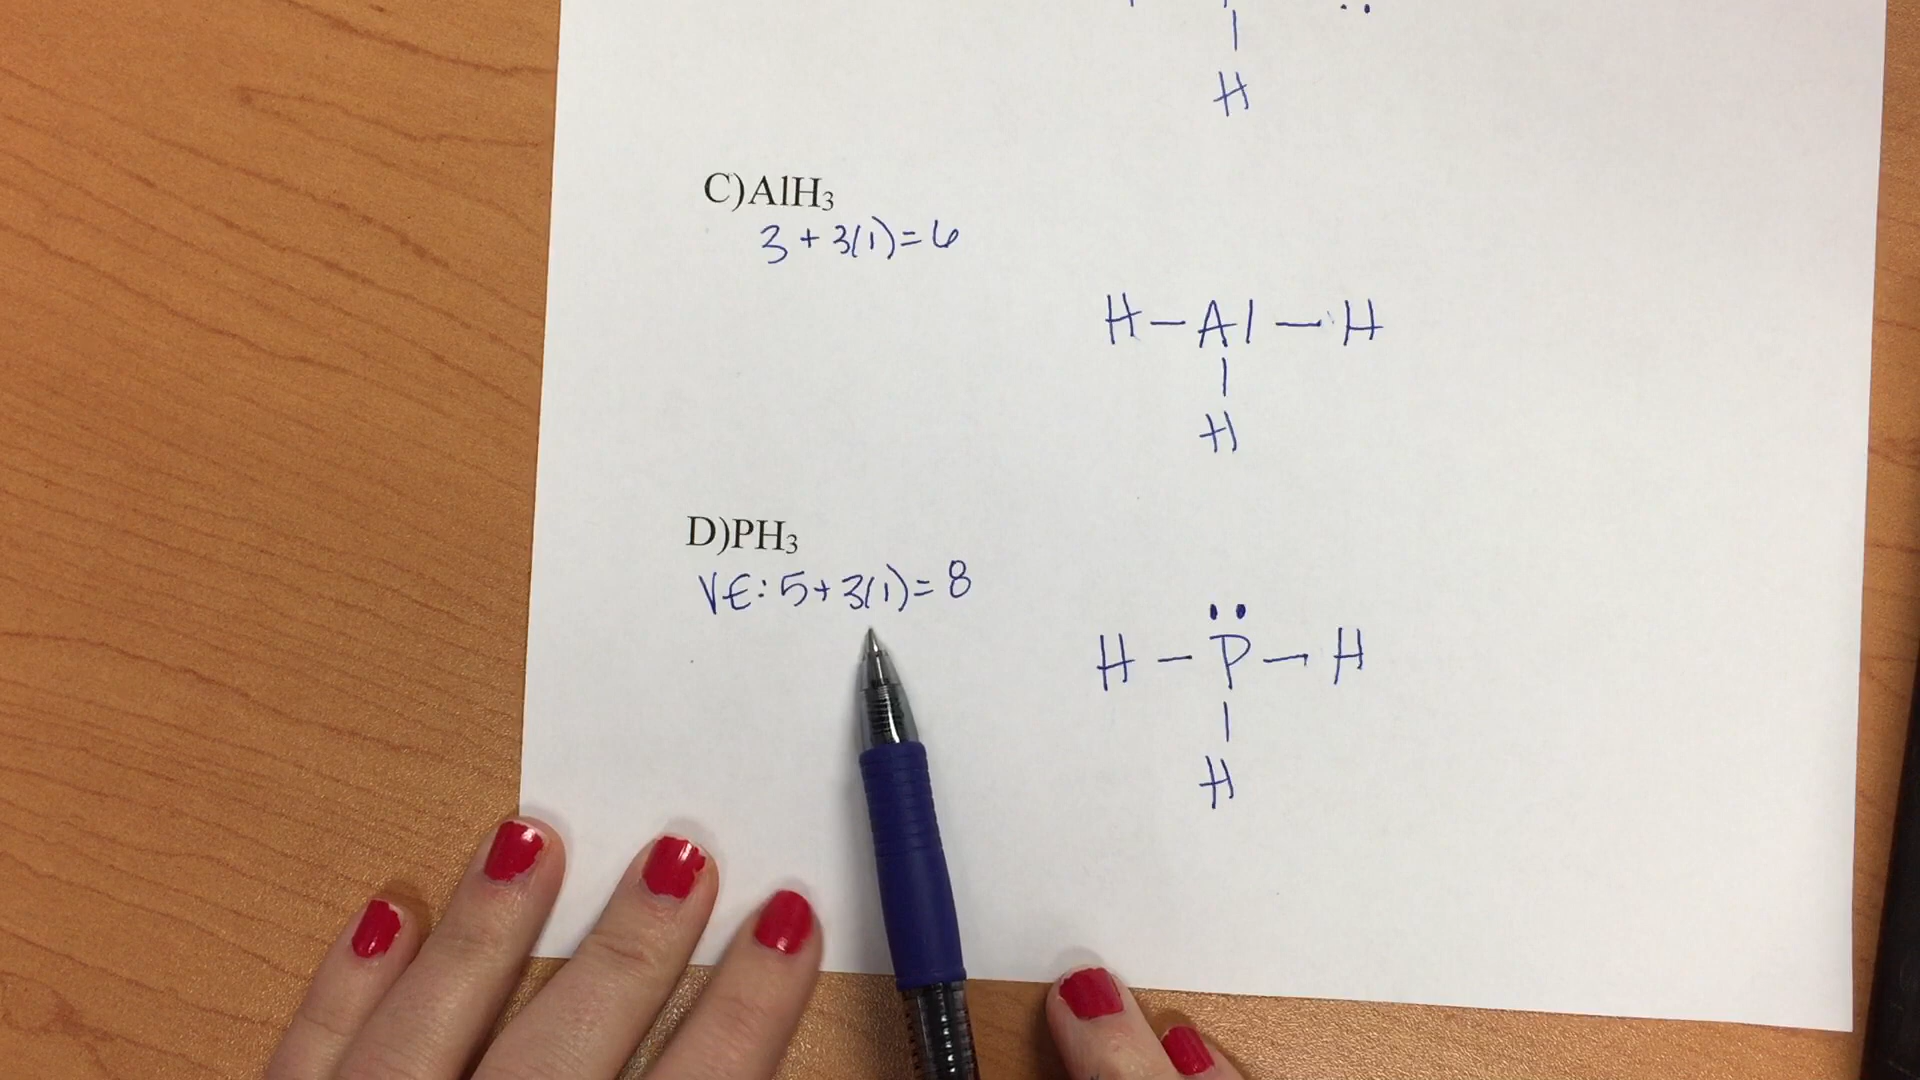 H
C)AlH₃
3+3(1)=6
H-Al-H
H
D)PH₃
VE: 5+3(1)=8
H-P-H
H